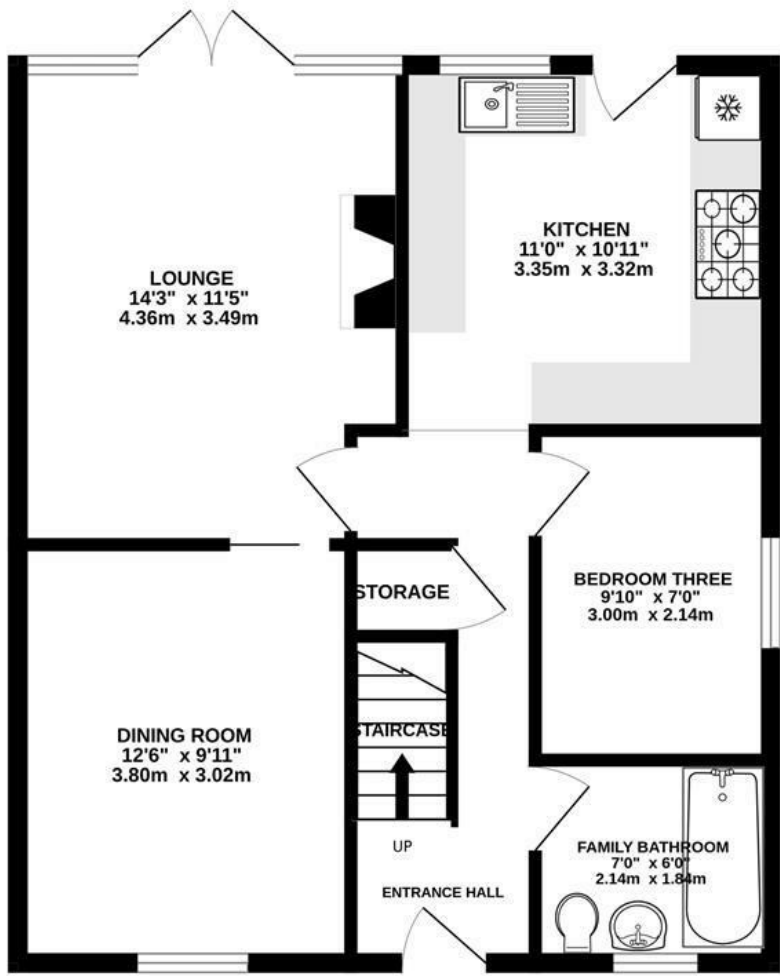 KITCHEN
11'0" x 10'11"
3.35m x 3.32m
LOUNGE
14'3" x 11'5"
4.36m x 3.49m
BEDROOM THREE
9'10" x 7'0"
3.00m x 2.14m
STORAGE
STAIRCASE
DINING ROOM
12'6" x 9'11"
3.80m x 3.02m
UP
FAMILY BATHROOM
7'0" x 6'0"
2.14m x 1.84m
ENTRANCE HALL